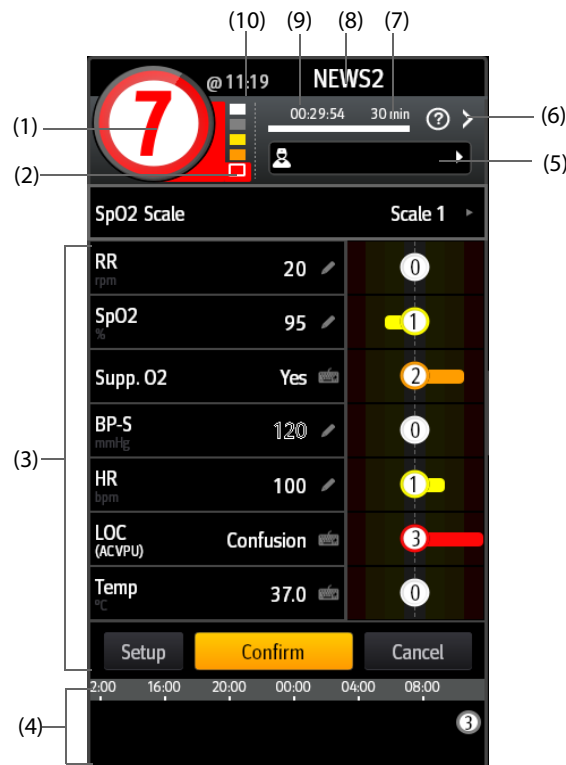 (10) (9) (8) (7)
@ 11:19 NEWS2
7
00:29:54 30 min ?
(1) (6)
(5)
(2)
SpO2 Scale Scale 1
RR 20 0
rpm
SpO2 95 1
%
Supp. O2 Yes 2
BP-S 120 0
mmHg
(3)
HR 100 1
bpm
LOC Confusion 3
(ACVPU)
Temp 37.0 0
°C
Setup Confirm Cancel
2:00 16:00 20:00 00:00 04:00 08:00
(4) 3